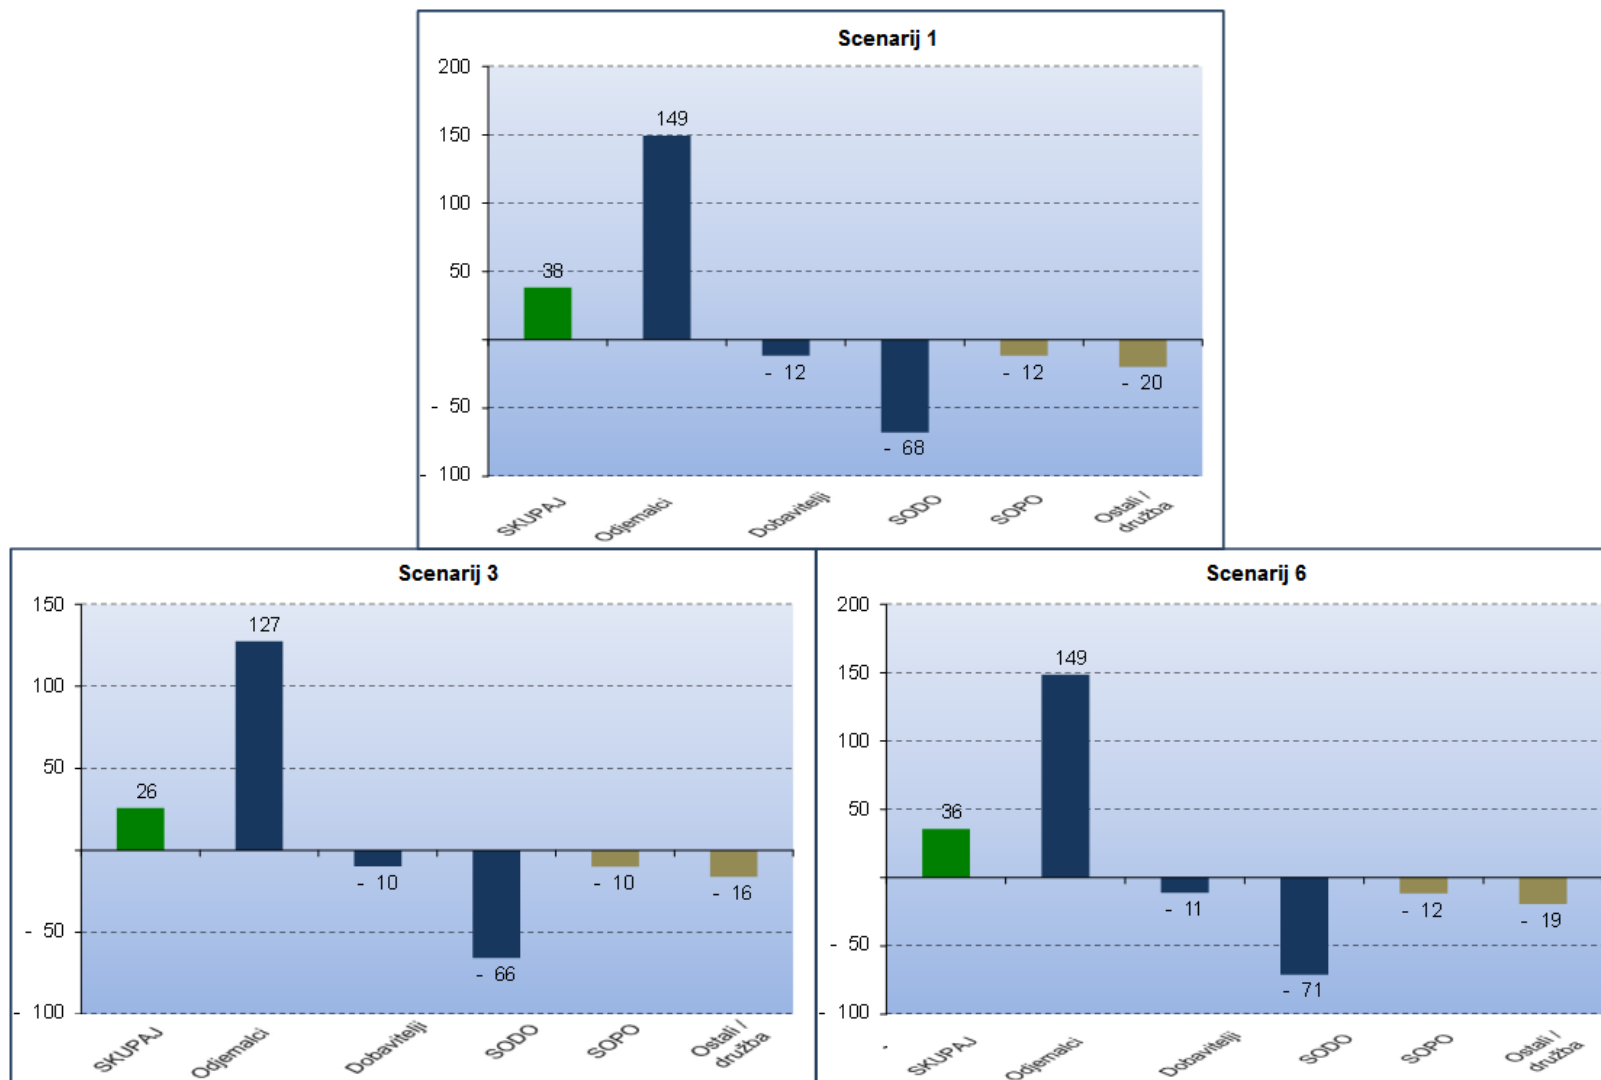 Scenarij 1
200
150
100
50
- 50
- 100
149
38
- 12
- 68
- 12
- 20
SKUPAJ
Odjemalci
Dobavitelji
SODO
SOPO
Ostali /
družba
Scenarij 3
150
100
50
- 50
- 100
127
26
- 10
- 66
- 10
- 16
SKUPAJ
Odjemalci
Dobavitelji
SODO
SOPO
Ostali /
družba
Scenarij 6
200
150
100
50
- 50
- 100
149
36
- 11
- 71
- 12
- 19
-
SKUPAJ
Odjemalci
Dobavitelji
SODO
SOPO
Ostali /
družba